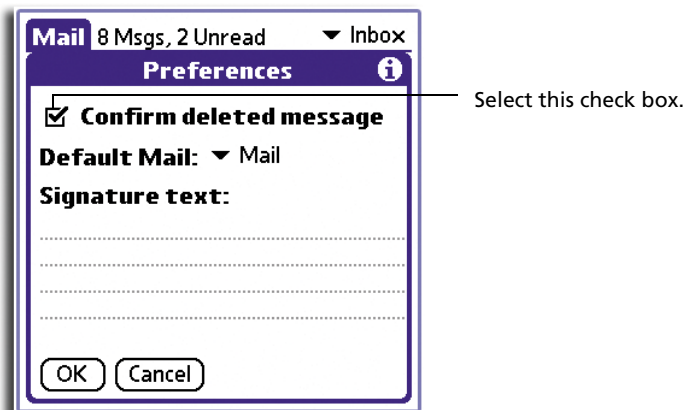 Mail 8 Msgs, 2 Unread Inbox
Preferences
Select this check box.
Confirm deleted message
Default Mail: Mail
Signature text:
OK Cancel